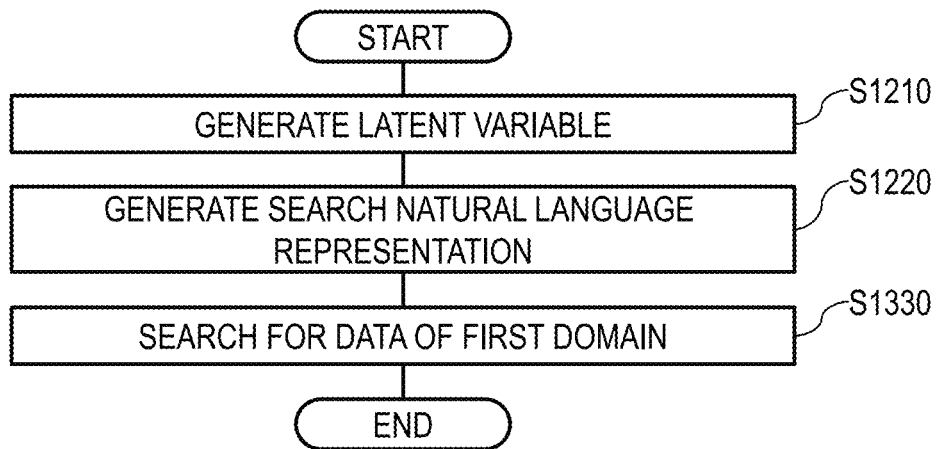 START
S1210
GENERATE LATENT VARIABLE
S1220
GENERATE SEARCH NATURAL LANGUAGE
REPRESENTATION
S1330
SEARCH FOR DATA OF FIRST DOMAIN
END